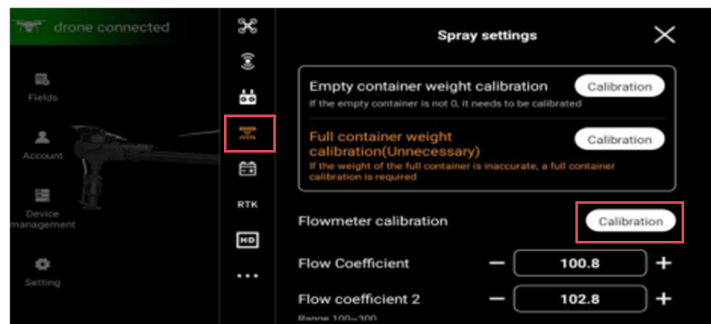 drone connected
Fields
Account
Device
management
Setting
RTK
HD
Spray settings
Empty container weight calibration
Calibration
If the empty container is not 0, it needs to be calibrated
Full container weight
calibration(Unnecessary)
Calibration
If the weight of the full container is inaccurate, a full container
calibration is required
Flowmeter calibration
Calibration
Flow Coefficient
100.8
Flow coefficient 2
102.8
Range 100~300